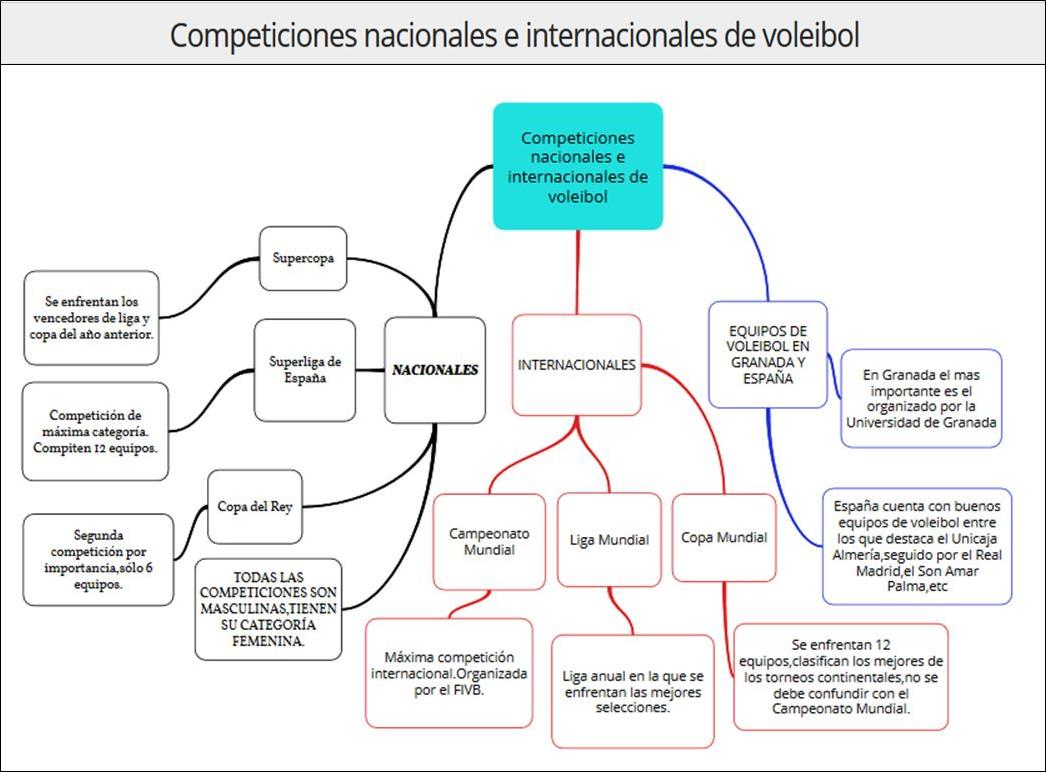 Competiciones nacionales e internacionales de voleibol
Competiciones
nacionales e
internacionales de
voleibol
Supercopa
Se enfrentan los
vencedores de liga y
copa del año anterior.
Superliga de
España
NACIONALES
Competición de
máxima categoría.
Compiten 12 equipos.
Copa del Rey
Segunda
competición por
importancia,sólo 6
equipos.
TODAS LAS
COMPETICIONES SON
MASCULINAS,TIENEN
SU CATEGORÍA
FEMENINA.
INTERNACIONALES
Campeonato
Mundial
Liga Mundial
Copa Mundial
Máxima competición
internacional.Organizada
por el FIVB.
Liga anual en la que se
enfrentan las mejores
selecciones.
Se enfrentan 12
equipos,clasifican los mejores de
los torneos continentales,no se
debe confundir con el
Campeonato Mundial.
EQUIPOS DE
VOLEIBOL EN
GRANADA Y
ESPAÑA
En Granada el mas
importante es el
organizado por la
Universidad de Granada
España cuenta con buenos
equipos de voleibol entre
los que destaca el Unicaja
Almería,seguido por el Real
Madrid,el Son Amar
Palma,etc